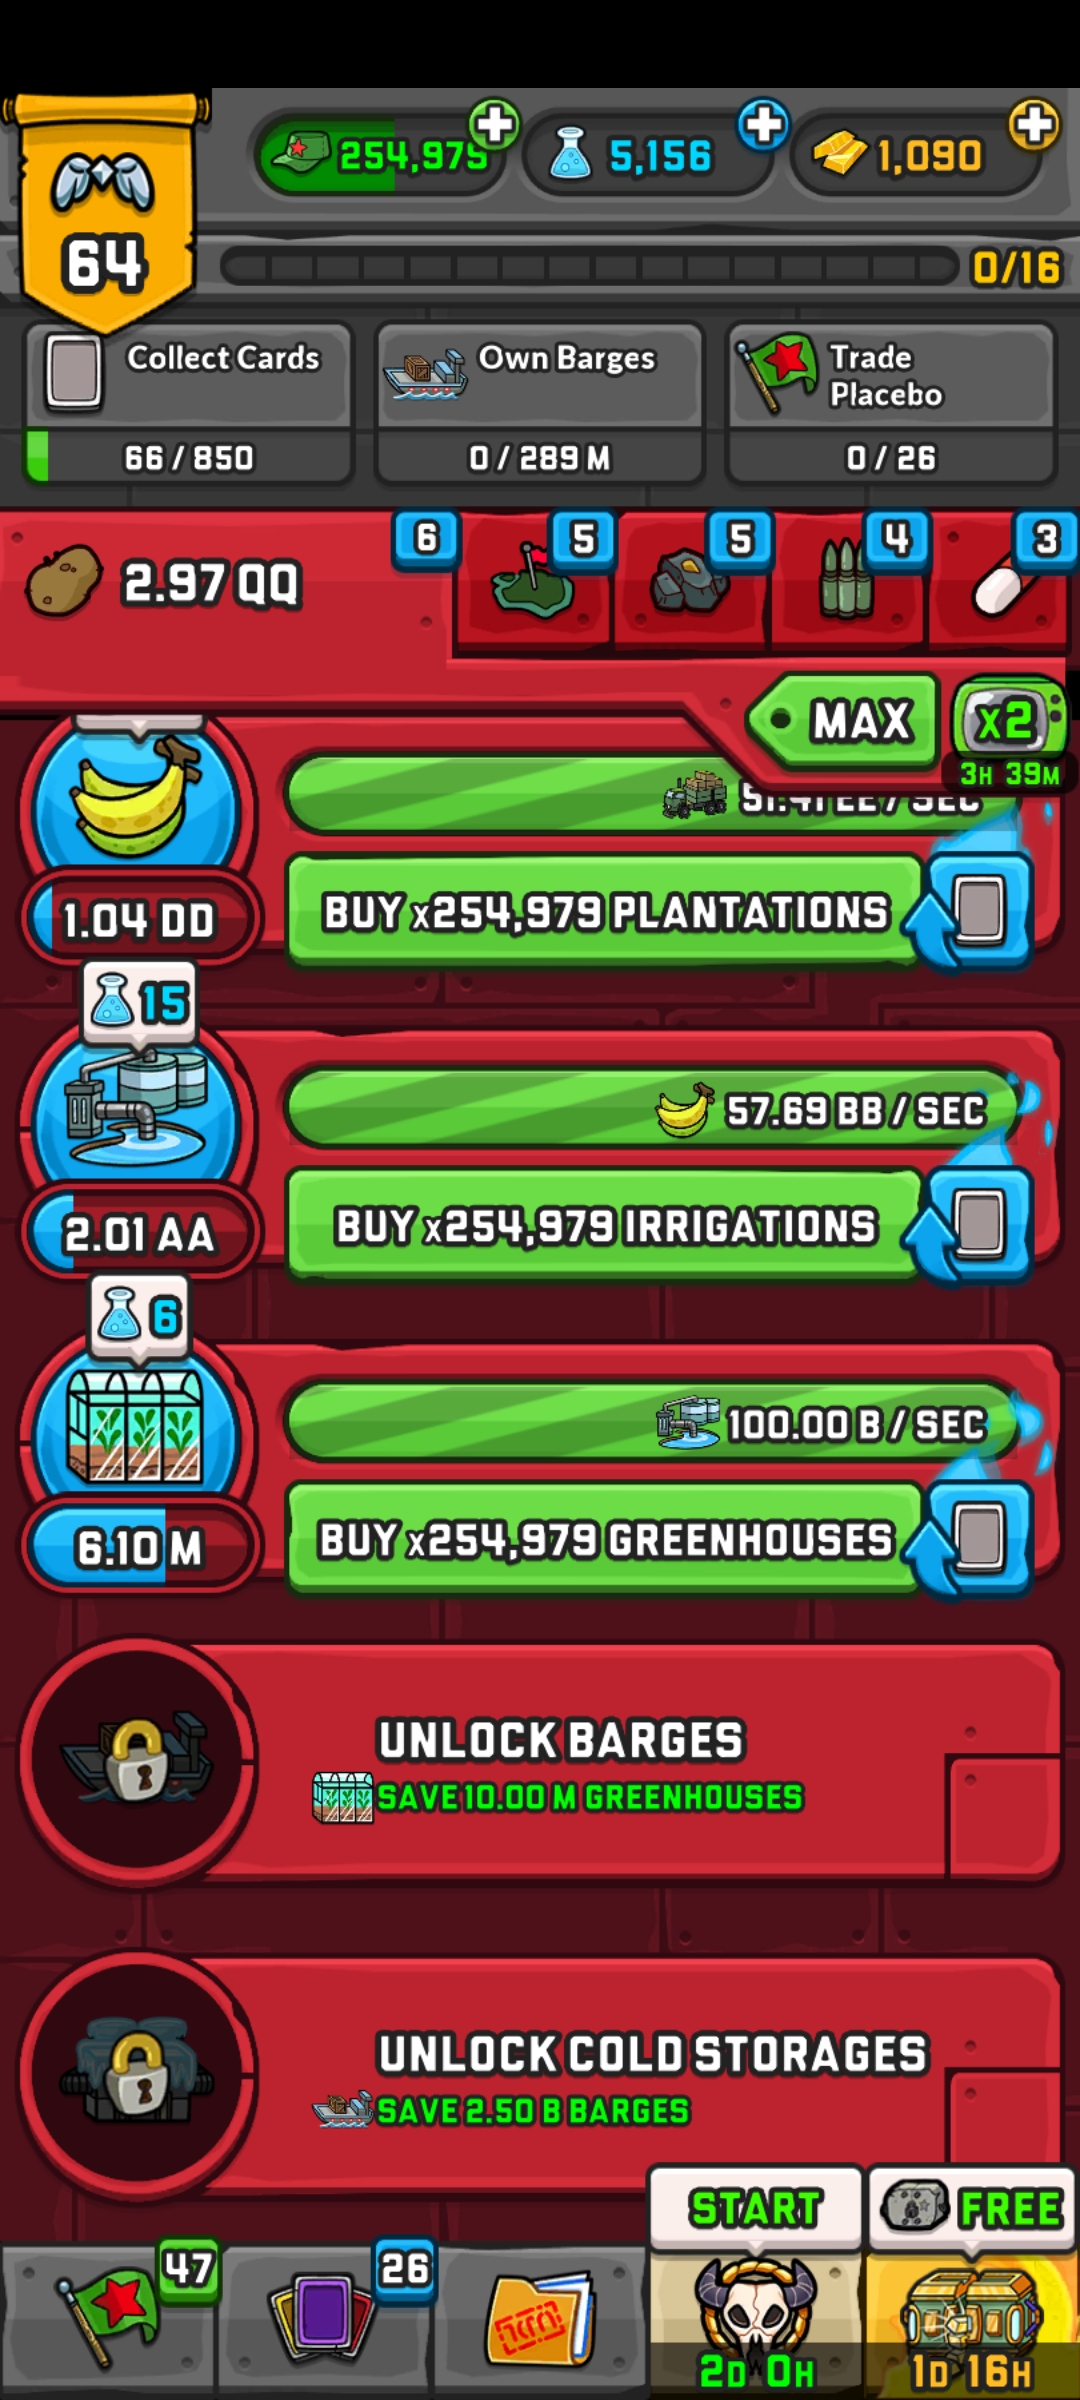 254,979
5,156
1,090
64
0/16
Collect Cards
66 / 850
Own Barges
0 / 289 M
Trade
Placebo
0 / 26
2.97 QQ
6
5
5
4
3
MAX
x2
3H 39M
51.41 EE / SEC
BUY x254,979 PLANTATIONS
1.04 DD
15
57.69 BB / SEC
BUY x254,979 IRRIGATIONS
2.01 AA
6
100.00 B / SEC
BUY x254,979 GREENHOUSES
6.10 M
UNLOCK BARGES
SAVE 10.00 M GREENHOUSES
UNLOCK COLD STORAGES
SAVE 2.50 B BARGES
START
FREE
47
26
2D 0H
1D 16H